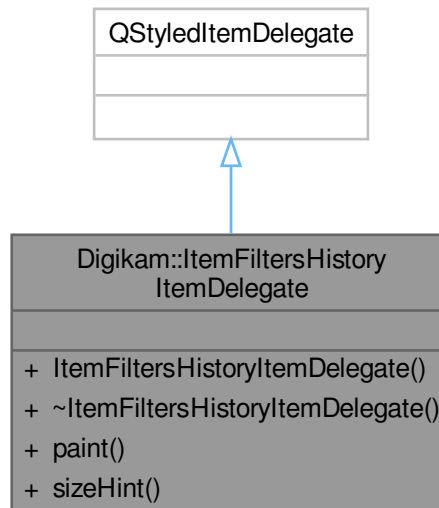 QStyledItemDelegate
Digikam::ItemFiltersHistory
ItemDelegate
+ ItemFiltersHistoryItemDelegate()
+ ~ItemFiltersHistoryItemDelegate()
+ paint()
+ sizeHint()